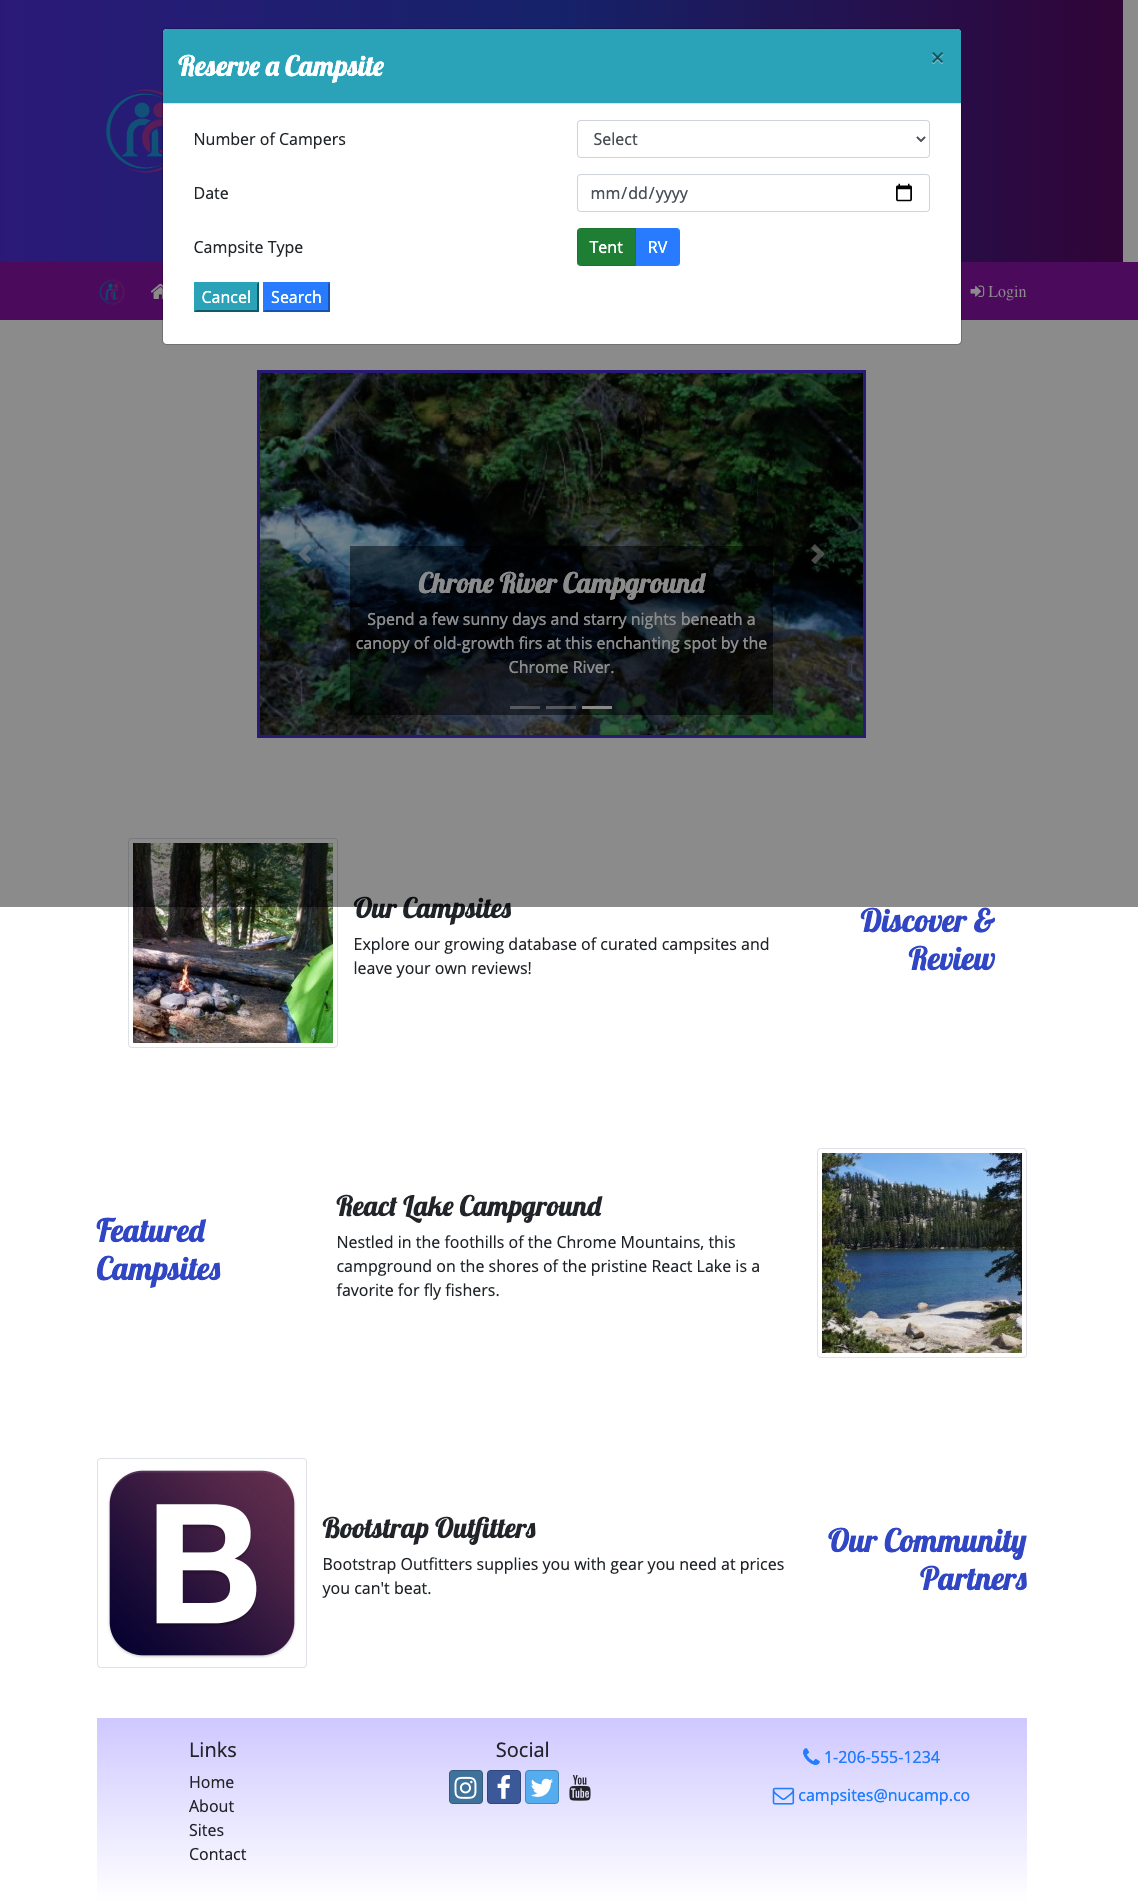 Reserve a Campsite
×
Number of Campers
Select
Date
mm/dd/yyyy
Campsite Type
Tent
RV
Cancel
Search
Login
Chrone River Campground
Spend a few sunny days and starry nights beneath a
canopy of old-growth firs at this enchanting spot by the
Chrome River.
Our Campsites
Explore our growing database of curated campsites and
leave your own reviews!
Discover &
Review
Featured
Campsites
React Lake Campground
Nestled in the foothills of the Chrome Mountains, this
campground on the shores of the pristine React Lake is a
favorite for fly fishers.
B
Bootstrap Outfitters
Bootstrap Outfitters supplies you with gear you need at prices
you can't beat.
Our Community
Partners
Links
Home
About
Sites
Contact
Social
You
Tube
1-206-555-1234
campsites@nucamp.co